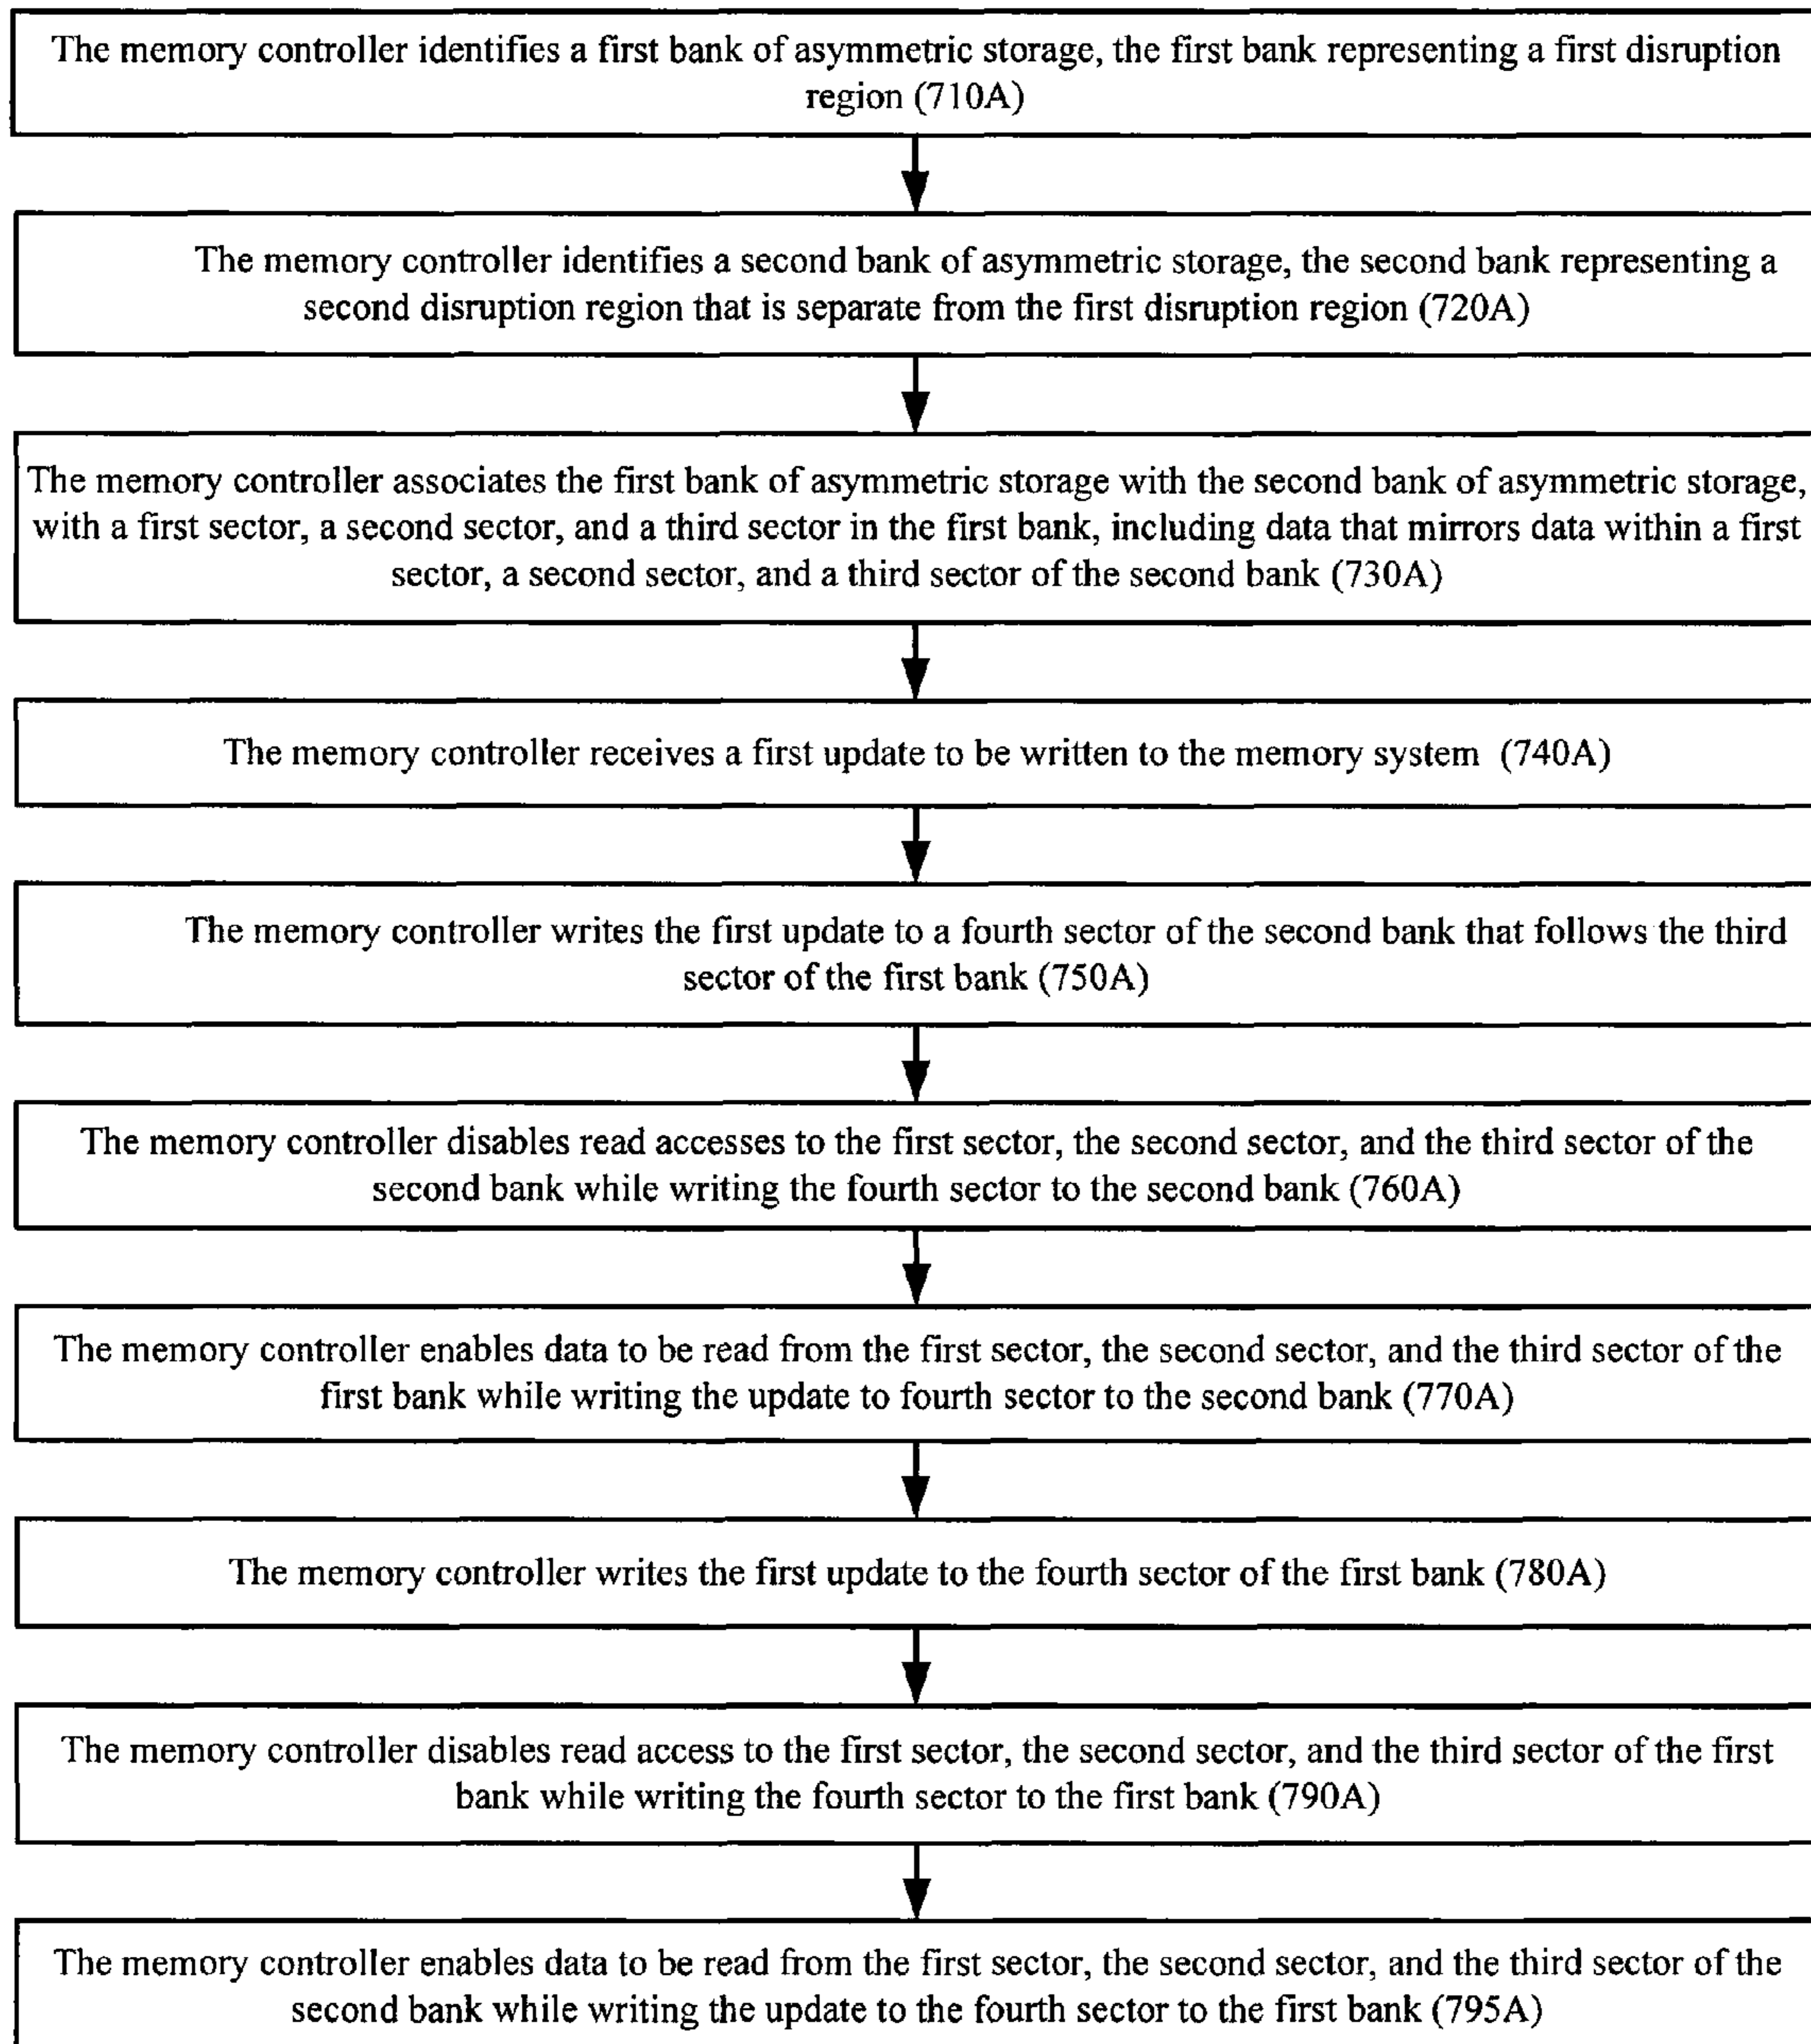 The memory controller identifies a first bank of asymmetric storage, the first bank representing a first disruption
region (710A)
The memory controller identifies a second bank of asymmetric storage, the second bank representing a
second disruption region that is separate from the first disruption region (720A)
The memory controller associates the first bank of asymmetric storage with the second bank of asymmetric storage,
with a first sector, a second sector, and a third sector in the first bank, including data that mirrors data within a first
sector, a second sector, and a third sector of the second bank (730A)
The memory controller receives a first update to be written to the memory system (740A)
The memory controller writes the first update to a fourth sector of the second bank that follows the third
sector of the first bank (750A)
The memory controller disables read accesses to the first sector, the second sector, and the third sector of the
second bank while writing the fourth sector to the second bank (760A)
The memory controller enables data to be read from the first sector, the second sector, and the third sector of the
first bank while writing the update to fourth sector to the second bank (770A)
The memory controller writes the first update to the fourth sector of the first bank (780A)
The memory controller disables read access to the first sector, the second sector, and the third sector of the first
bank while writing the fourth sector to the first bank (790A)
The memory controller enables data to be read from the first sector, the second sector, and the third sector of the
second bank while writing the update to the fourth sector to the first bank (795A)